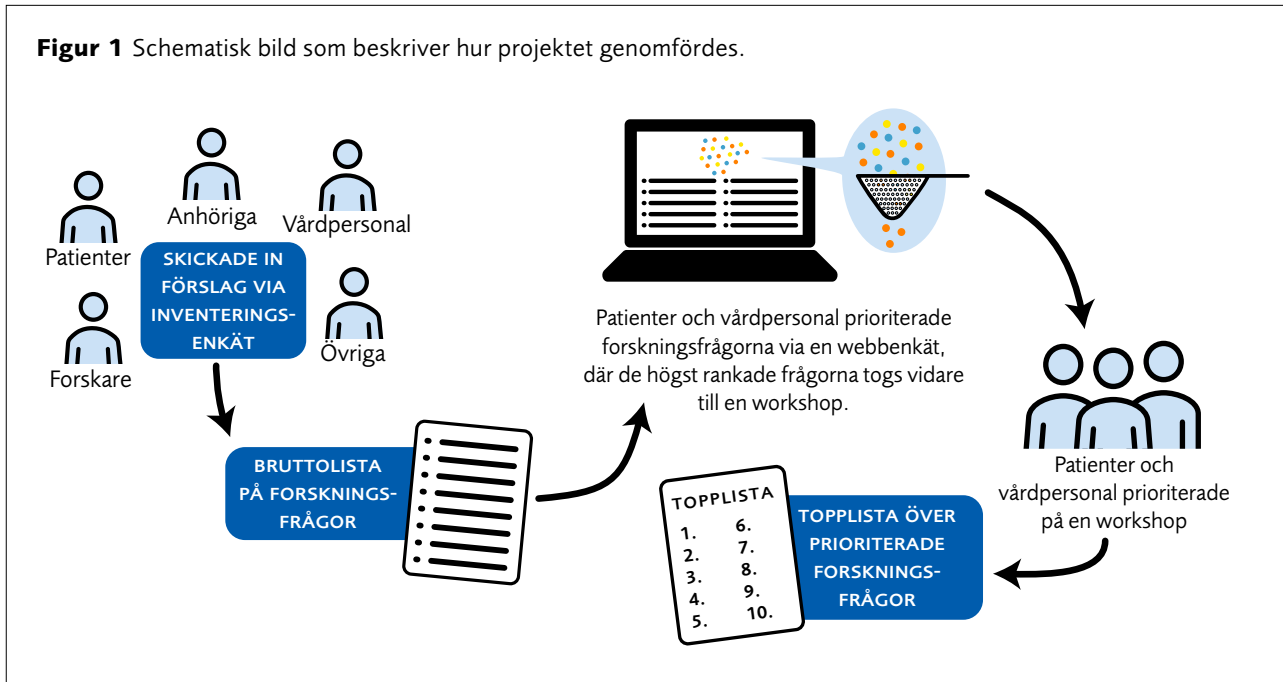 Figur 1 Schematisk bild som beskriver hur projektet genomfördes.
Anhöriga
Vårdpersonal
Patienter
Forskare
Övriga
SKICKADE IN
FÖRSLAG VIA
INVENTERINGS-
ENKÄT
BRUTTOLISTA
PÅ FORSKNINGS-
FRÅGOR
Patienter och vårdpersonal prioriterade
forskningsfrågorna via en webbenkät,
där de högst rankade frågorna togs vidare
till en workshop.
Patienter och
vårdpersonal prioriterade
på en workshop
TOPPLISTA
1.
2.
3.
4.
5.
6.
7.
8.
9.
10.
TOPPLISTA ÖVER
PRIORITERADE
FORSKNINGS-
FRÅGOR